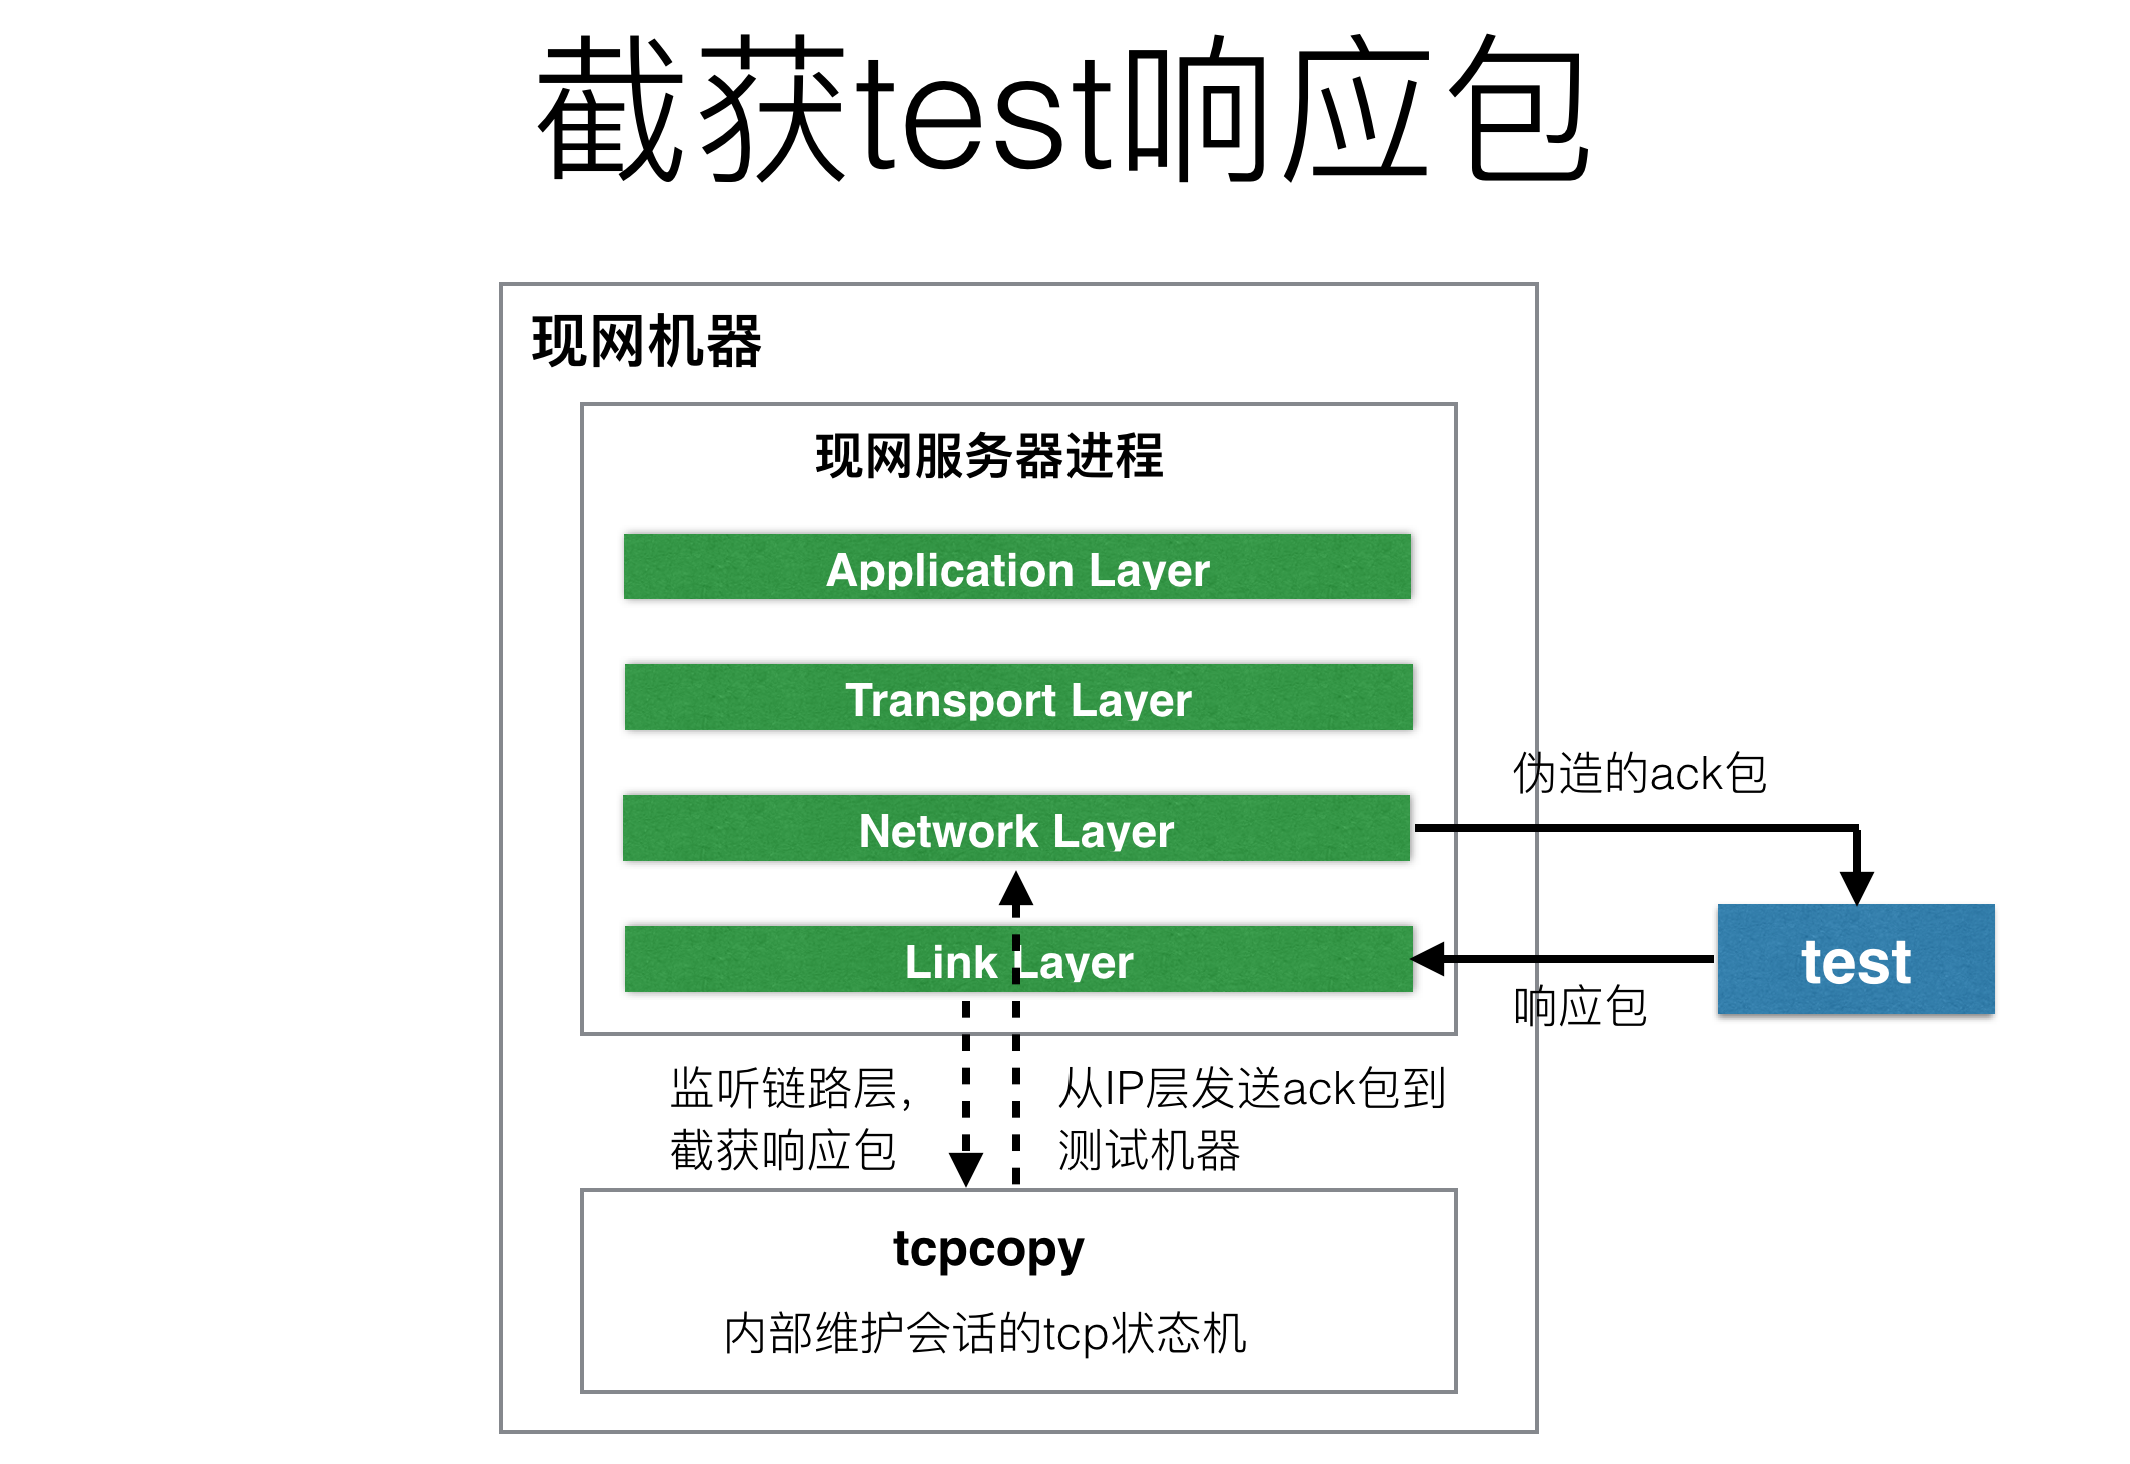 截获test响应包
现网机器
现网服务器进程
Application Layer
Transport Layer
伪造的ack包
Network Layer
Link Layer
test
响应包
监听链路层,
截获响应包
从IP层发送ack包到
测试机器
tcpcopy
内部维护会话的tcp状态机